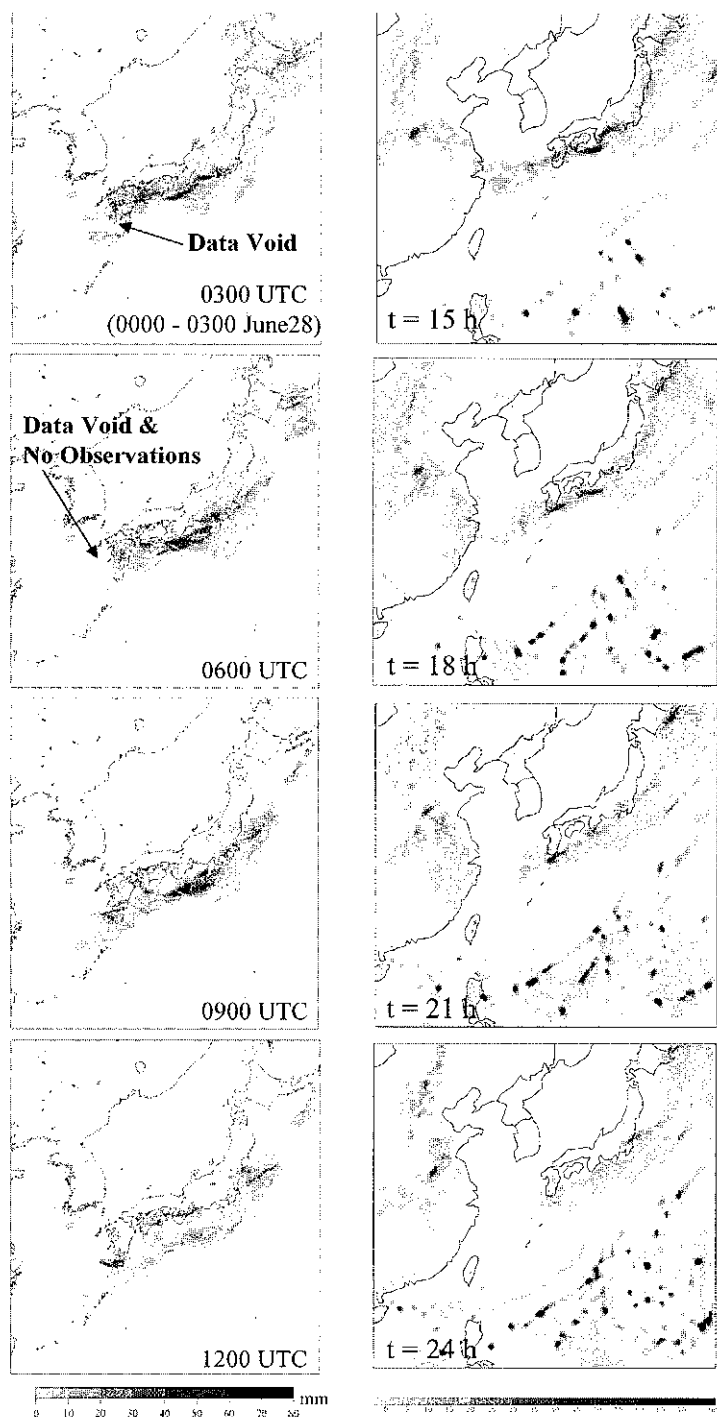 Data Void
0300 UTC
(0000 - 0300 June28)
t = 15 h
Data Void &
No Observations
0600 UTC
t = 18 h
0900 UTC
t = 21 h
1200 UTC
t = 24 h
mm
0 10 20 30 40 50 60 70